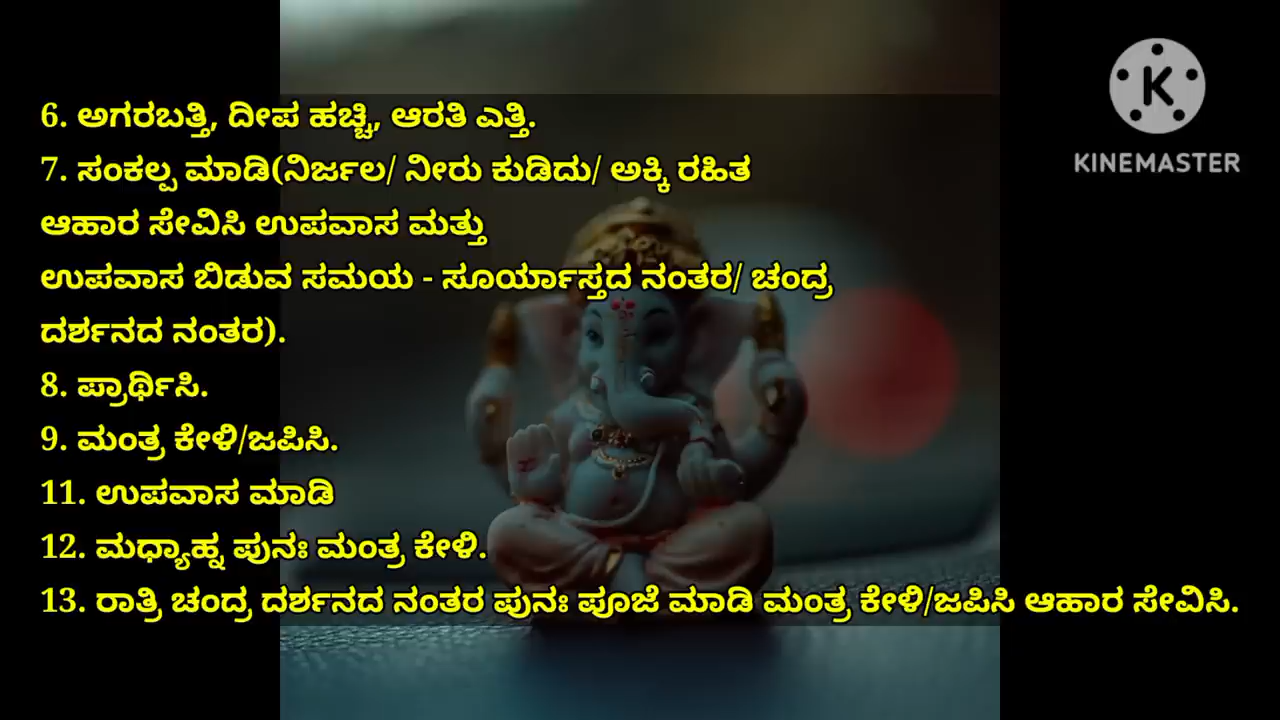 6. ಅಗರಬತ್ತಿ, ದೀಪ ಹಚ್ಚಿ, ಆರತಿ ಎತ್ತಿ.
7. ಸಂಕಲ್ಪ ಮಾಡಿ(ನಿರ್ಜಲ/ ನೀರು ಕುಡಿದು/ ಅಕ್ಕಿ ರಹಿತ
ಆಹಾರ ಸೇವಿಸಿ ಉಪವಾಸ ಮತ್ತು
ಉಪವಾಸ ಬಿಡುವ ಸಮಯ - ಸೂರ್ಯಾಸ್ತದ ನಂತರ/ ಚಂದ್ರ
ದರ್ಶನದ ನಂತರ).
8. ಪ್ರಾರ್ಥಿಸಿ.
9. ಮಂತ್ರ ಕೇಳಿ/ಜಪಿಸಿ.
11. ಉಪವಾಸ ಮಾಡಿ
12. ಮಧ್ಯಾಹ್ನ ಪುನಃ ಮಂತ್ರ ಕೇಳಿ.
13. ರಾತ್ರಿ ಚಂದ್ರ ದರ್ಶನದ ನಂತರ ಪುನಃ ಪೂಜೆ ಮಾಡಿ ಮಂತ್ರ ಕೇಳಿ/ಜಪಿಸಿ ಆಹಾರ ಸೇವಿಸಿ.
K
KINEMASTER